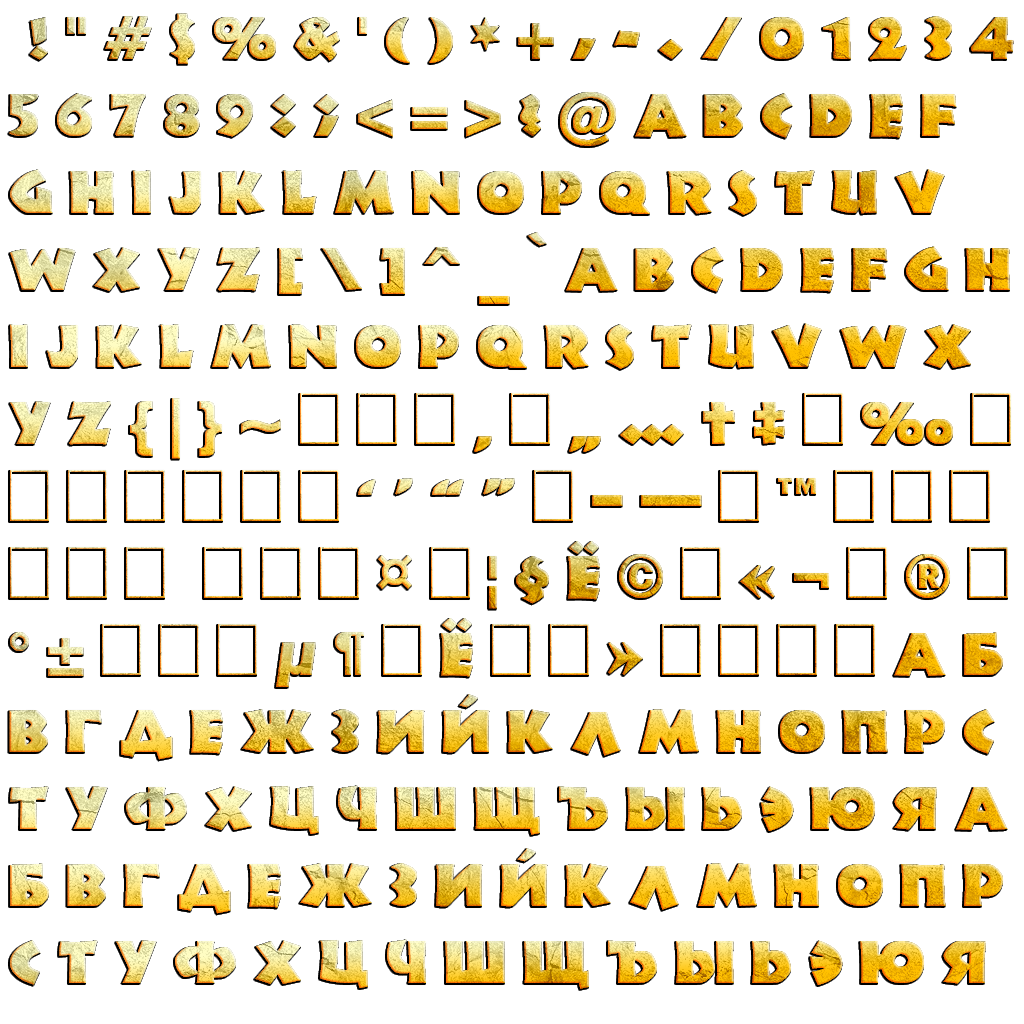 ! " # $ % & ' ( ) * + , - . / 0 1 2 3 4
5 6 7 8 9 : ; < = > ? @ A B C D E F
G H I J K L M N O P Q R S T U V
W X Y Z [ \ ] ^ _ ` A B C D E F G H
I J K L M N O P Q R S T U V W X
Y Z { | } ~ □ □ □ ‚ □ „ … † ‡ □ ‰ □
□ □ □ □ □ □ ‘ ’ “ ” □ – — □ ™ □ □ □
□ □ □ □ □ □ ¤ □ ¦ § Ё © □ « ¬ □ ® □
° ± □ □ □ µ ¶ □ Ё □ □ » □ □ □ □ А Б
В Г Д Е Ж З И Й К Л М Н О П Р С
Т У Ф Х Ц Ч Ш Щ Ъ Ы Ь Э Ю Я А
Б В Г Д Е Ж З И Й К Л М Н О П Р
С Т У Ф Х Ц Ч Ш Щ Ъ Ы Ь Э Ю Я